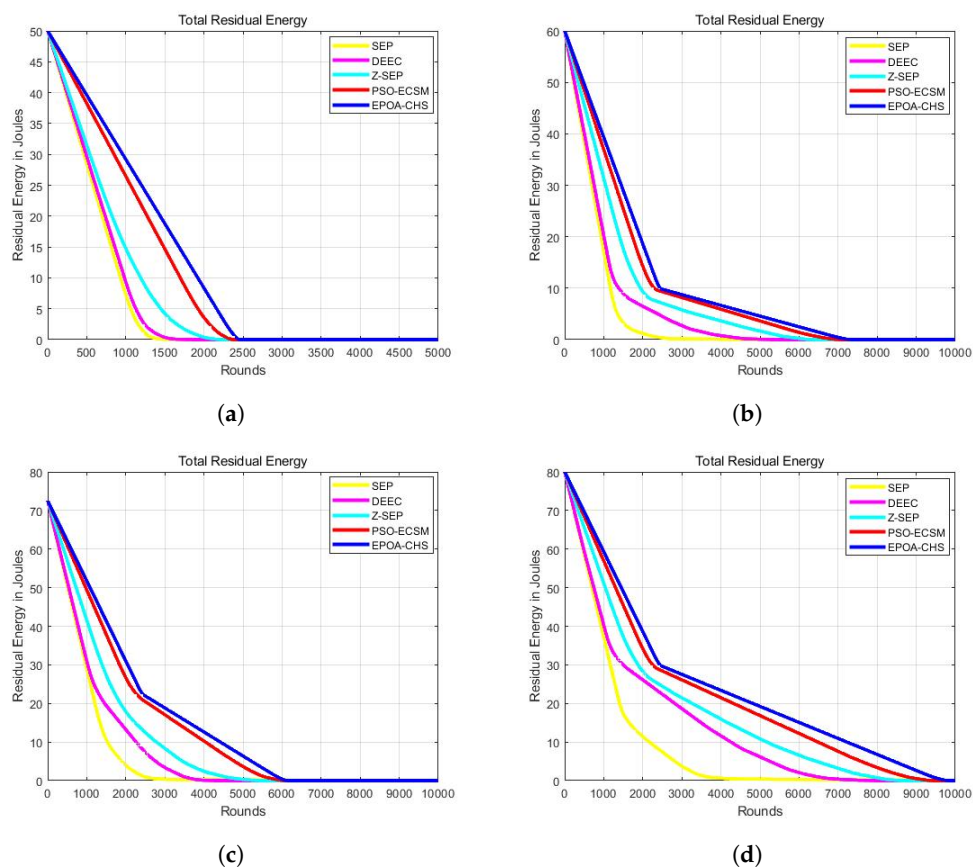 Total Residual Energy
50
45
40
35
30
25
20
15
10
5
0
Residual Energy in Joules
SEP
DEEC
Z-SEP
PSO-ECSM
EPOA-CHS
0 500 1000 1500 2000 2500 3000 3500 4000 4500 5000
Rounds
(a)
Total Residual Energy
60
50
40
30
20
10
0
Residual Energy in Joules
SEP
DEEC
Z-SEP
PSO-ECSM
EPOA-CHS
0 1000 2000 3000 4000 5000 6000 7000 8000 9000 10000
Rounds
(b)
Total Residual Energy
80
70
60
50
40
30
20
10
0
Residual Energy in Joules
SEP
DEEC
Z-SEP
PSO-ECSM
EPOA-CHS
0 1000 2000 3000 4000 5000 6000 7000 8000 9000 10000
Rounds
(c)
Total Residual Energy
80
70
60
50
40
30
20
10
0
Residual Energy in Joules
SEP
DEEC
Z-SEP
PSO-ECSM
EPOA-CHS
0 1000 2000 3000 4000 5000 6000 7000 8000 9000 10000
Rounds
(d)